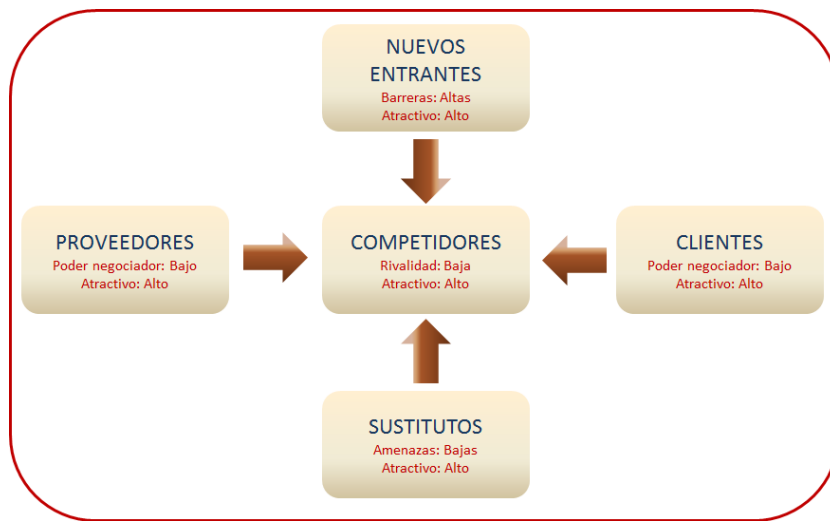 NUEVOS
ENTRANTES
Barreras: Altas
Atractivo: Alto
PROVEEDORES
Poder negociador: Bajo
Atractivo: Alto
COMPETIDORES
Rivalidad: Baja
Atractivo: Alto
CLIENTES
Poder negociador: Bajo
Atractivo: Alto
SUSTITUTOS
Amenazas: Bajas
Atractivo: Alto